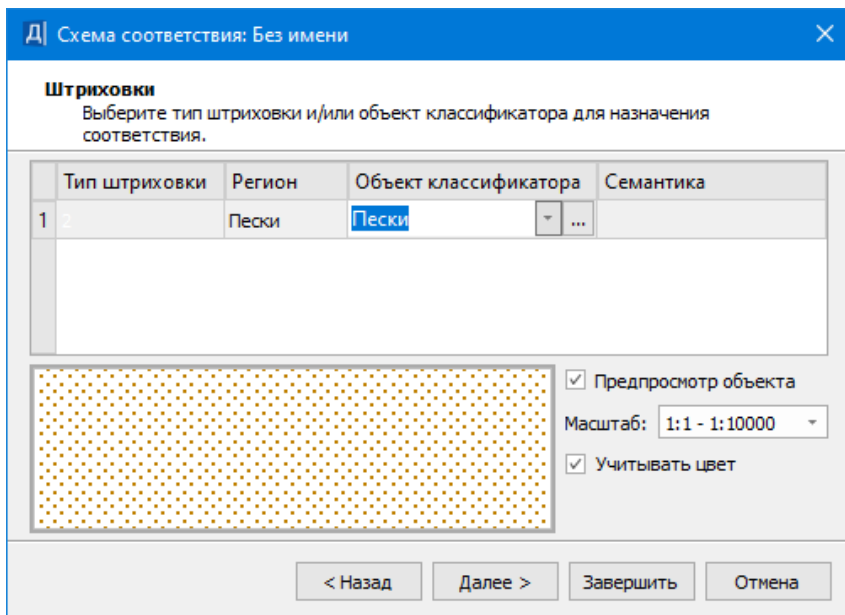 Д Схема соответствия: Без имени
Штриховки
Выберите тип штриховки и/или объект классификатора для назначения
соответствия.
Тип штриховки Регион Объект классификатора Семантика
1 2 Пески Пески ...
Предпросмотр объекта
Масштаб: 1:1 - 1:10000
Учитывать цвет
< Назад Далее > Завершить Отмена